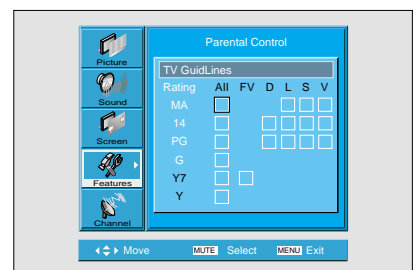 Parental Control
Picture
Sound
Screen
Features
Channel
TV GuidLines
Rating All FV D L S V
MA
14
PG
G
Y7
Y
Move MUTE Select MENU Exit